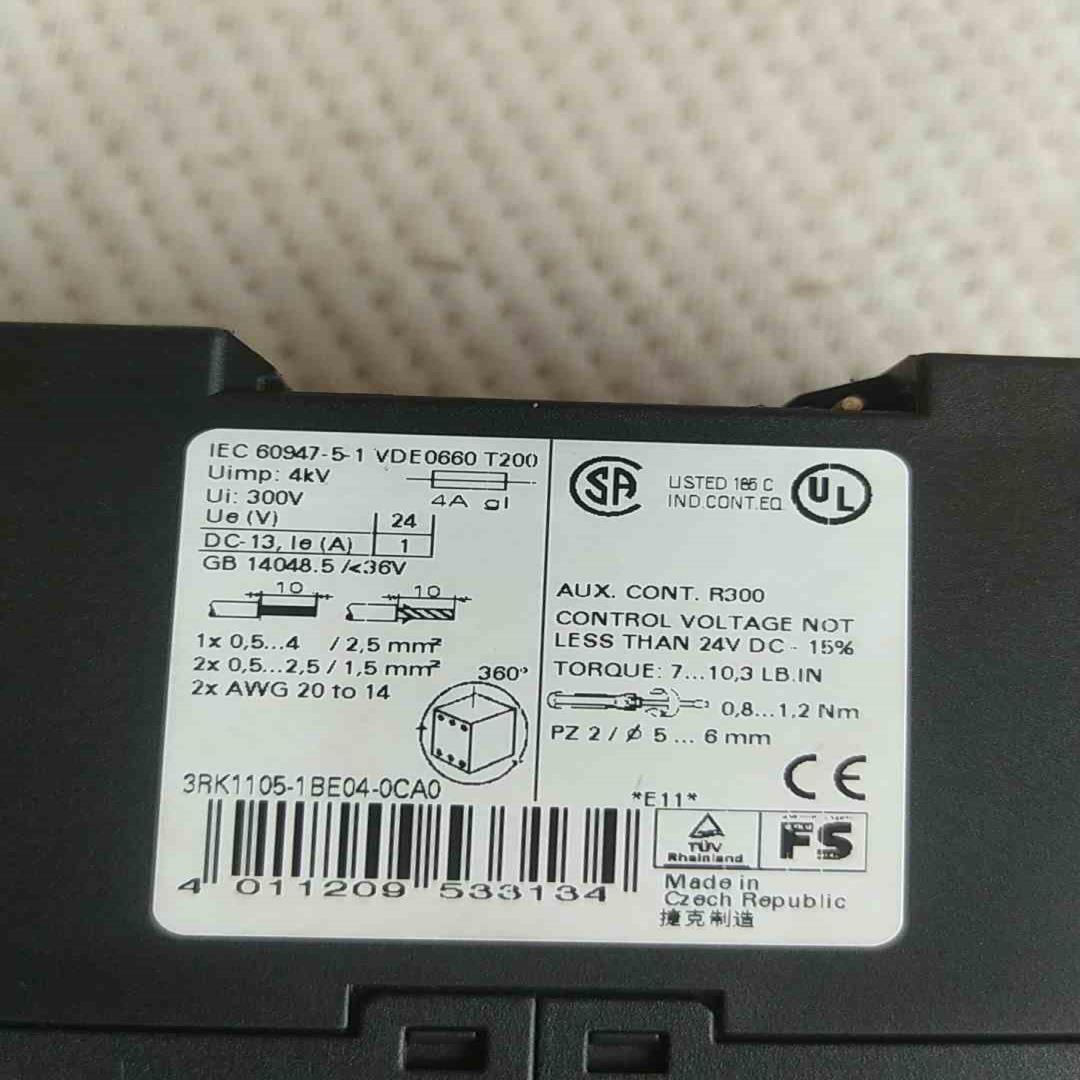 IEC 60947-5-1 VDE0660 T200
Uimp: 4kV
4A gl
Ui: 300V
Ue (V) 24
DC-13, Ie (A) 1
GB 14048.5 /<36V
10 10
1x 0,5...4 / 2,5 mm²
2x 0,5...2,5 / 1,5 mm²
2x AWG 20 to 14
360°
3RK1105-1BE04-0CA0
4 011209 533134
SA
LISTED 165 C
IND.CONT.EQ
UL
AUX. CONT. R300
CONTROL VOLTAGE NOT
LESS THAN 24V DC - 15%
TORQUE: 7...10,3 LB.IN
0,8...1,2 Nm
PZ 2 / Ø 5 ... 6 mm
CE
*E11*
TÜV
Rheinland
FS
Made in
Czech Republic
捷克制造